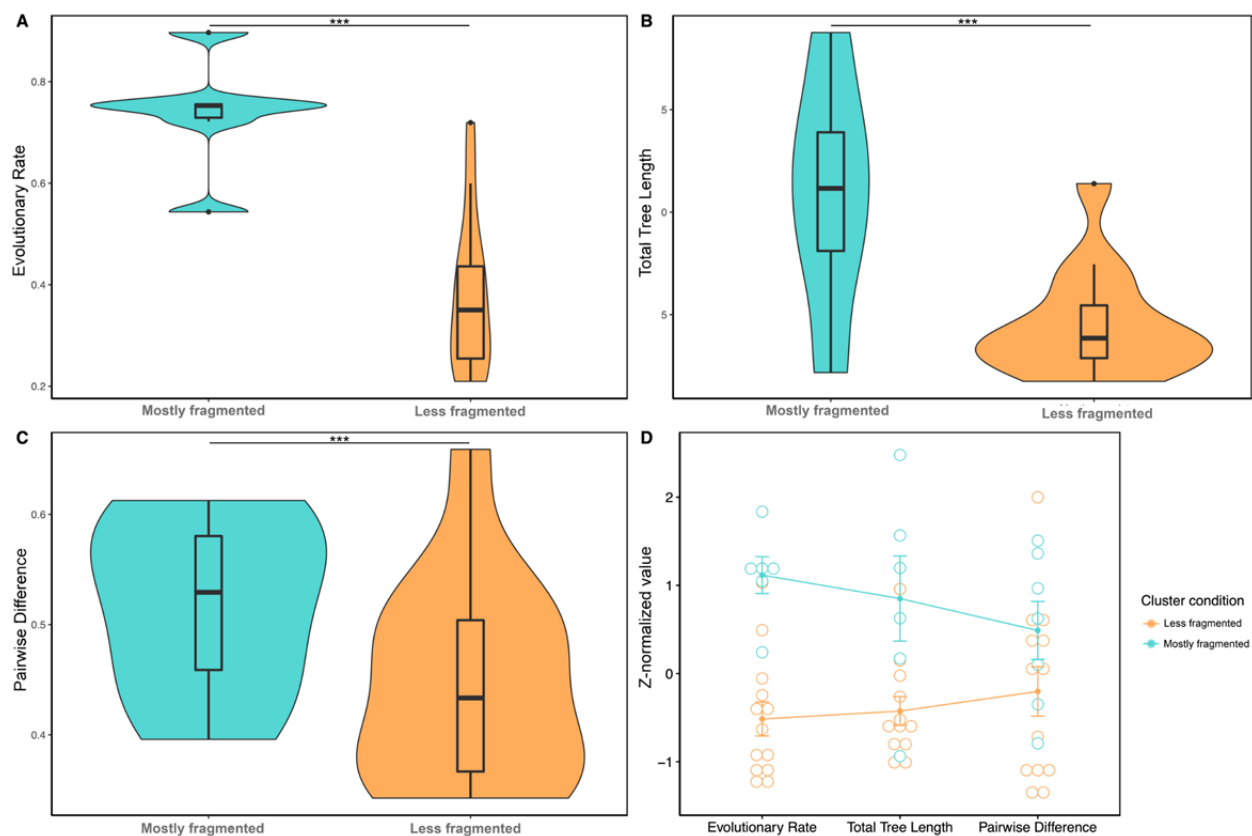 A
***
Evolutionary Rate
0.8
0.6
0.4
0.2
Mostly fragmented
Less fragmented
B
***
Total Tree Length
5
0
5
Mostly fragmented
Less fragmented
C
***
Pairwise Difference
0.6
0.5
0.4
Mostly fragmented
Less fragmented
D
Z-normalized value
2
1
0
−1
Evolutionary Rate
Total Tree Length
Pairwise Difference
Cluster condition
Less fragmented
Mostly fragmented